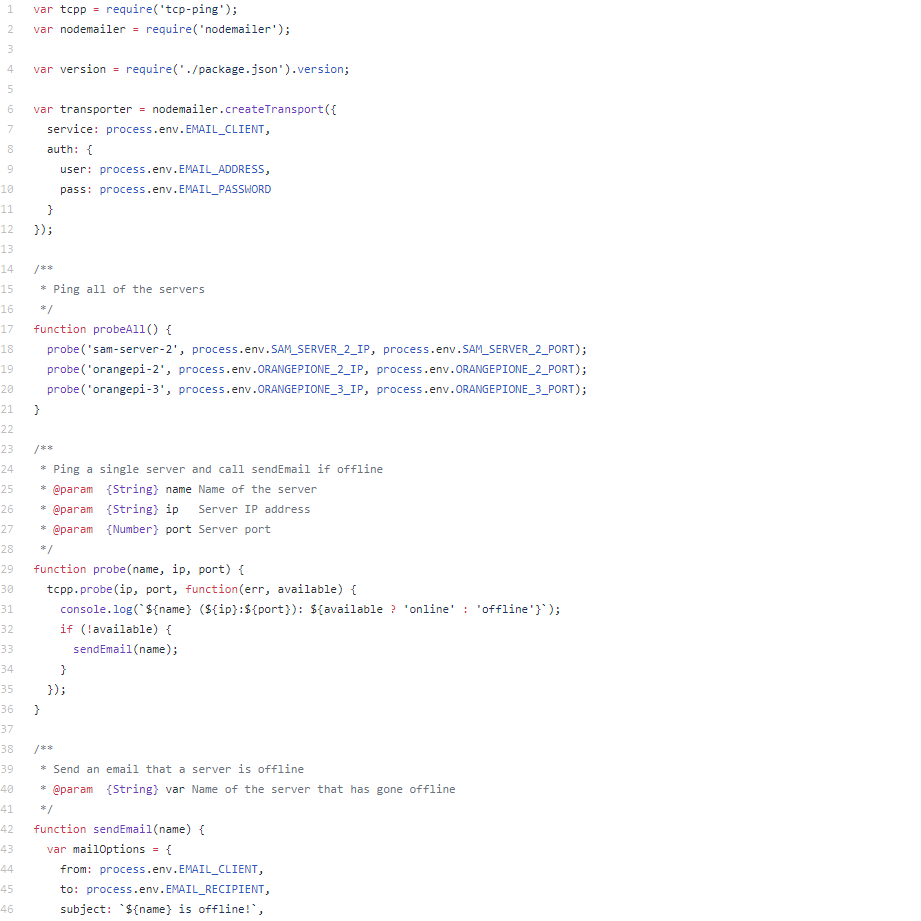 1 var tcpp = require('tcp-ping');
2 var nodemailer = require('nodemailer');
3
4 var version = require('./package.json').version;
5
6 var transporter = nodemailer.createTransport({
7   service: process.env.EMAIL_CLIENT,
8   auth: {
9     user: process.env.EMAIL_ADDRESS,
10     pass: process.env.EMAIL_PASSWORD
11   }
12 });
13
14 /**
15  * Ping all of the servers
16  */
17 function probeAll() {
18   probe('sam-server-2', process.env.SAM_SERVER_2_IP, process.env.SAM_SERVER_2_PORT);
19   probe('orangepi-2', process.env.ORANGEPIONE_2_IP, process.env.ORANGEPIONE_2_PORT);
20   probe('orangepi-3', process.env.ORANGEPIONE_3_IP, process.env.ORANGEPIONE_3_PORT);
21 }
22
23 /**
24  * Ping a single server and call sendEmail if offline
25  * @param  {String} name Name of the server
26  * @param  {String} ip   Server IP address
27  * @param  {Number} port Server port
28  */
29 function probe(name, ip, port) {
30   tcpp.probe(ip, port, function(err, available) {
31     console.log(`${name} (${ip}:${port}): ${available ? 'online' : 'offline'}`);
32     if (!available) {
33       sendEmail(name);
34     }
35   });
36 }
37
38 /**
39  * Send an email that a server is offline
40  * @param  {String} var Name of the server that has gone offline
41  */
42 function sendEmail(name) {
43   var mailOptions = {
44     from: process.env.EMAIL_CLIENT,
45     to: process.env.EMAIL_RECIPIENT,
46     subject: `${name} is offline!`,